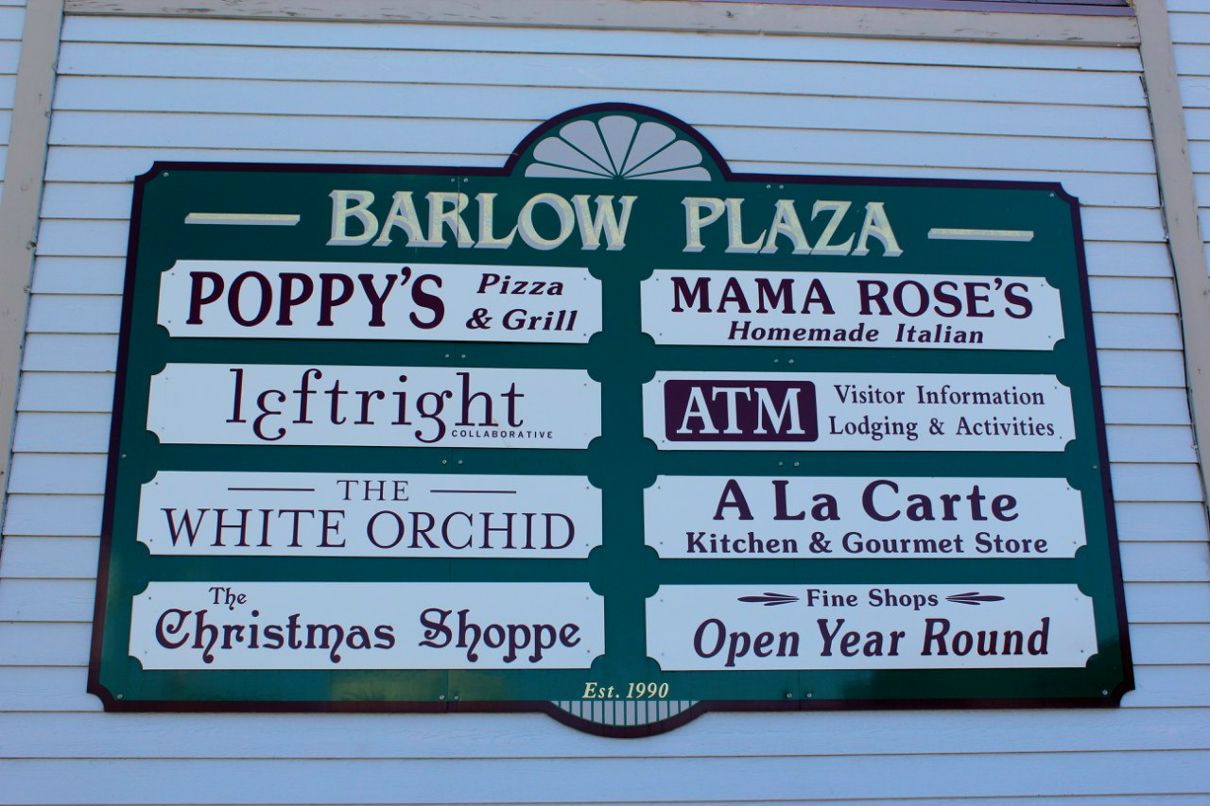 BARLOW PLAZA
POPPY'S Pizza & Grill
MAMA ROSE'S
Homemade Italian
leftright
COLLABORATIVE
ATM Visitor Information
Lodging & Activities
THE
WHITE ORCHID
A La Carte
Kitchen & Gourmet Store
The
Christmas Shoppe
Fine Shops
Open Year Round
Est. 1990